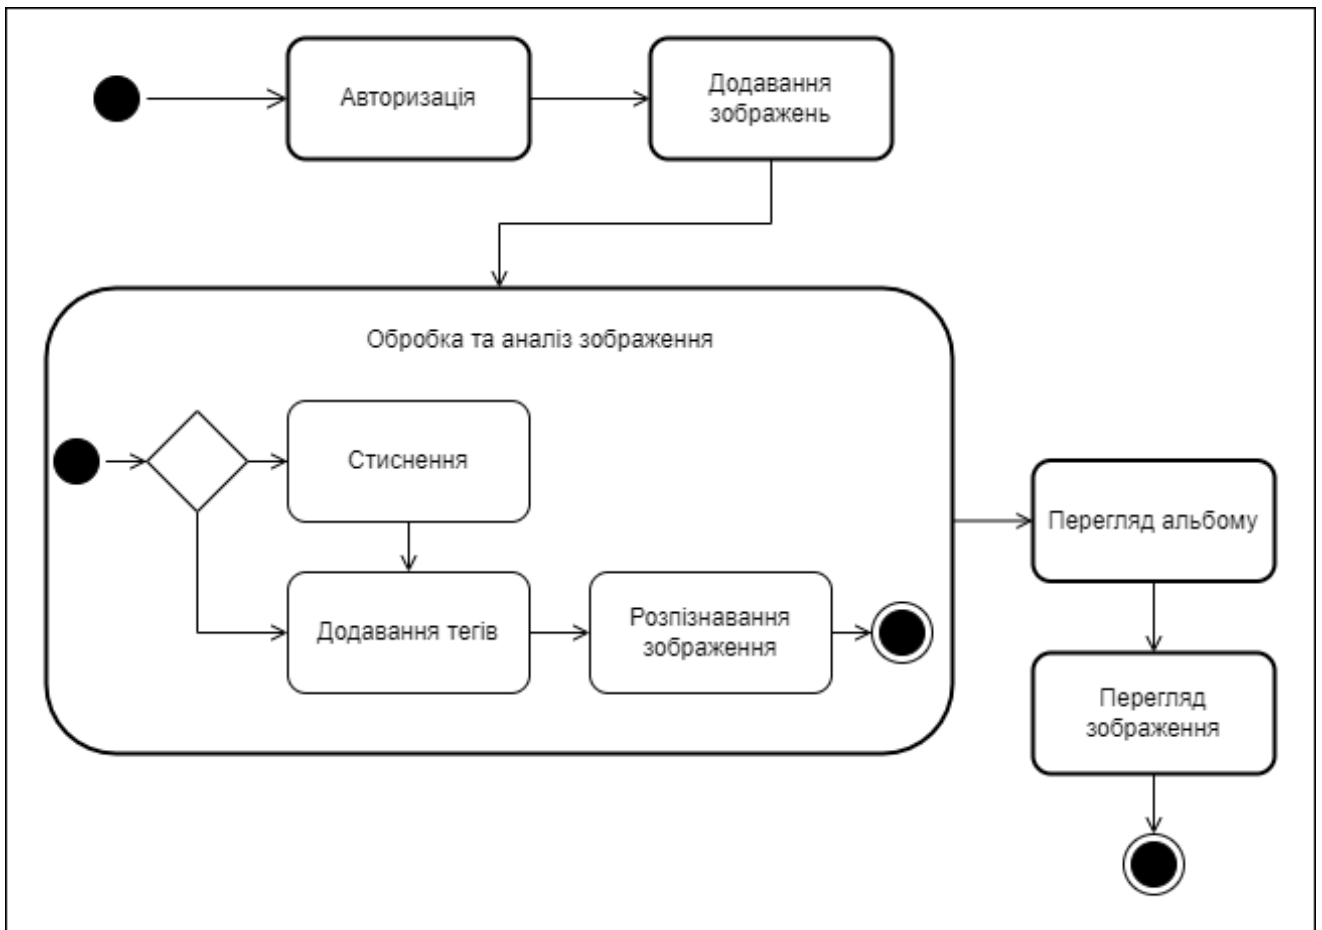 Авторизація
Додавання
зображень
Обробка та аналіз зображення
Стиснення
Додавання тегів
Розпізнавання
зображення
Перегляд альбому
Перегляд
зображення